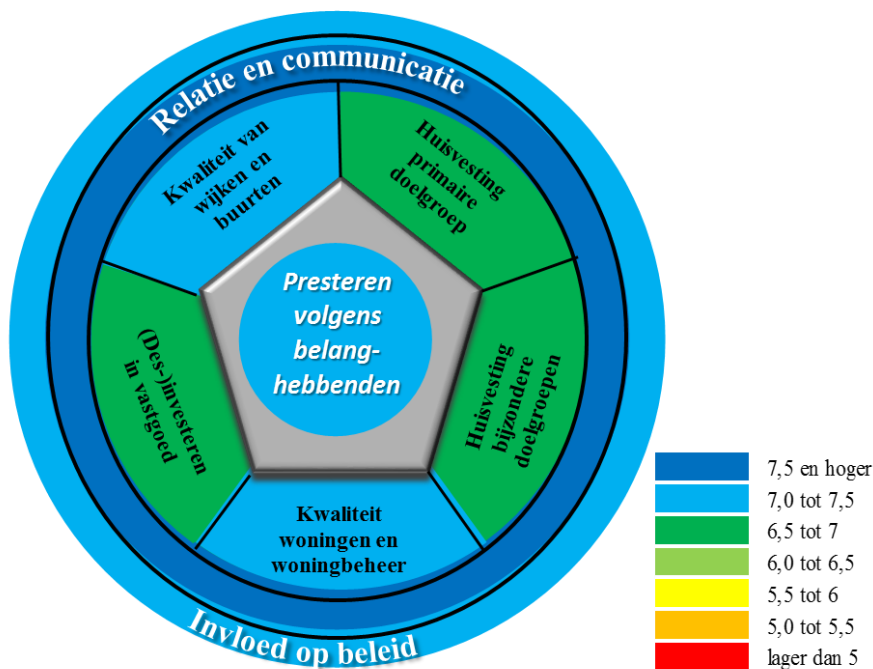 Relatie en communicatie
Kwaliteit van
wijken en
buurten
Huisvesting
primaire
doelgroep
(Des-)investeren
in vastgoed
Presteren
volgens
belang-
hebbenden
Huisvesting
bijzondere
doelgroepen
Kwaliteit
woningen en
woningbeheer
Invloed op beleid
7,5 en hoger
7,0 tot 7,5
6,5 tot 7
6,0 tot 6,5
5,5 tot 6
5,0 tot 5,5
lager dan 5